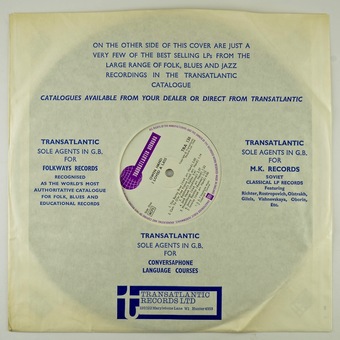 ON THE OTHER SIDE OF THIS COVER ARE JUST A
VERY FEW OF THE BEST SELLING LPs FROM THE
LARGE RANGE OF FOLK, BLUES AND JAZZ
RECORDINGS IN THE TRANSATLANTIC
CATALOGUE
CATALOGUES AVAILABLE FROM YOUR DEALER OR DIRECT FROM TRANSATLANTIC
TRANSATLANTIC
SOLE AGENTS IN G.B.
FOR
FOLKWAYS RECORDS
RECOGNISED
AS THE WORLD'S MOST
AUTHORITATIVE CATALOGUE
FOR FOLK, BLUES AND
EDUCATIONAL RECORDS
TRANSATLANTIC
SOLE AGENTS IN G.B.
FOR
M.K. RECORDS
SOVIET
CLASSICAL LP RECORDS
Featuring
Richter, Rostropovich, Oistrakh,
Gilels, Vishnevskaya, Oborin,
Etc.
TRANSATLANTIC
SOLE AGENTS IN G.B.
FOR
CONVERSAPHONE
LANGUAGE COURSES
t
TRANSATLANTIC
RECORDS LTD